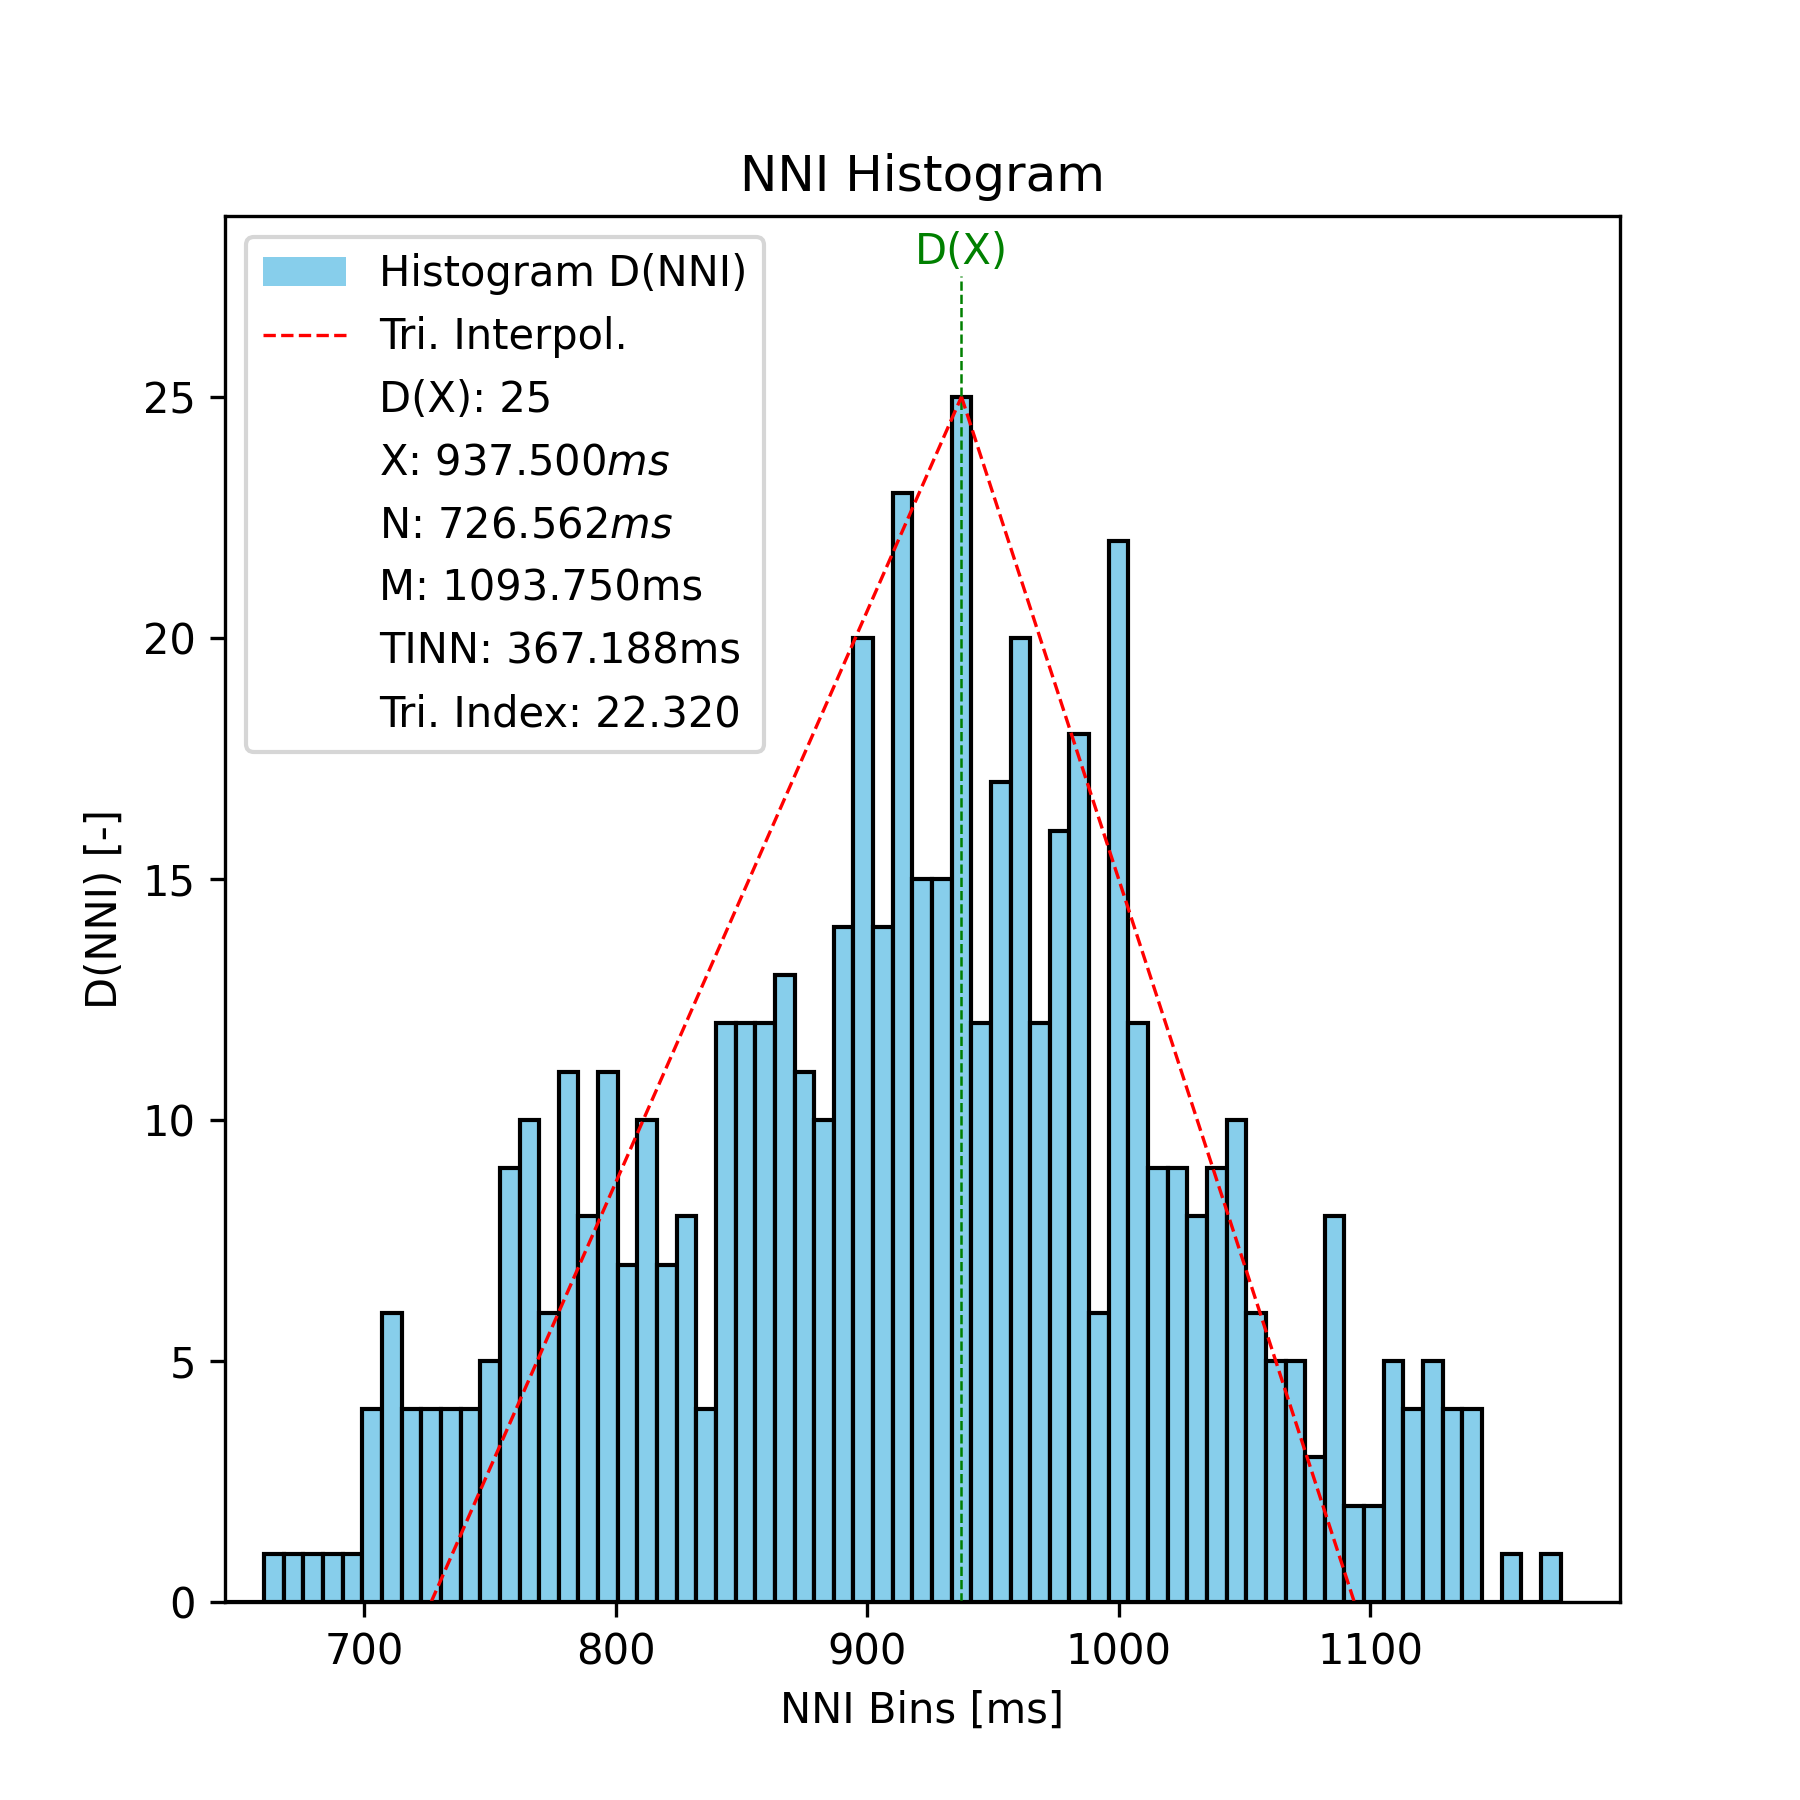 NNI Histogram
D(X)
Histogram D(NNI)
Tri. Interpol.
D(X): 25
X: 937.500ms
N: 726.562ms
M: 1093.750ms
TINN: 367.188ms
Tri. Index: 22.320
25
20
15
10
5
0
D(NNI) [-]
700 800 900 1000 1100
NNI Bins [ms]